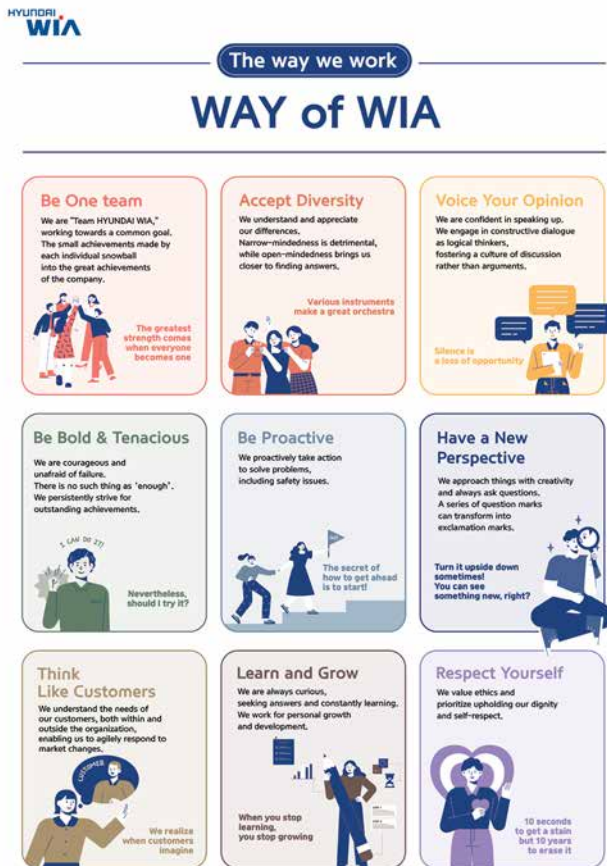 HYUNDAI
WIA
The way we work
WAY of WIA
Be One team
We are "Team HYUNDAI WIA,"
working towards a common goal.
The small achievements made by
each individual snowball
into the great achievements
of the company.
The greatest
strength comes
when everyone
becomes one
Accept Diversity
We understand and appreciate
our differences.
Narrow-mindedness is detrimental,
while open-mindedness brings us
closer to finding answers.
Various instruments
make a great orchestra
Voice Your Opinion
We are confident in speaking up.
We engage in constructive dialogue
as logical thinkers,
fostering a culture of discussion
rather than arguments.
Silence is
a loss of opportunity
Be Bold & Tenacious
We are courageous and
unafraid of failure.
There is no such thing as 'enough'.
We persistently strive for
outstanding achievements.
I CAN DO IT!
Nevertheless,
should I try it?
Be Proactive
We proactively take action
to solve problems,
including safety issues.
The secret of
how to get ahead
is to start!
Have a New
Perspective
We approach things with creativity
and always ask questions.
A series of question marks
can transform into
exclamation marks.
Turn it upside down
sometimes!
You can see
something new, right?
Think
Like Customers
We understand the needs of
our customers, both within and
outside the organization,
enabling us to agilely respond to
market changes.
CUSTOMER
We realize
when customers
imagine
Learn and Grow
We are always curious,
seeking answers and constantly learning.
We work for personal growth
and development.
When you stop
learning,
you stop growing
Respect Yourself
We value ethics and
prioritize upholding our dignity
and self-respect.
10 seconds
to get a stain
but 10 years
to erase it